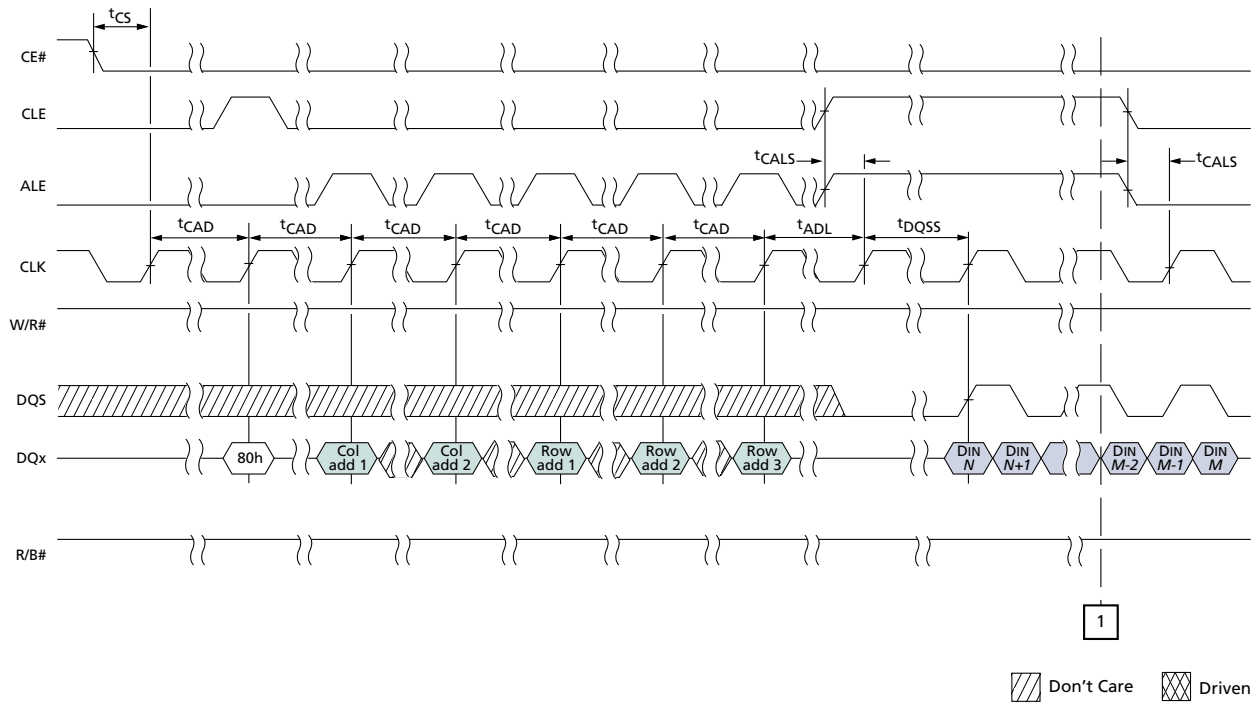 tCS
CE#
CLE
tCALS
tCALS
ALE
tCAD
tCAD
tCAD
tCAD
tCAD
tCAD
tADL
tDQSS
CLK
W/R#
DQS
DQx
80h
Col
add 1
Col
add 2
Row
add 1
Row
add 2
Row
add 3
DIN
N
DIN
N+1
DIN
M-2
DIN
M-1
DIN
M
R/B#
1
Don't Care
Driven